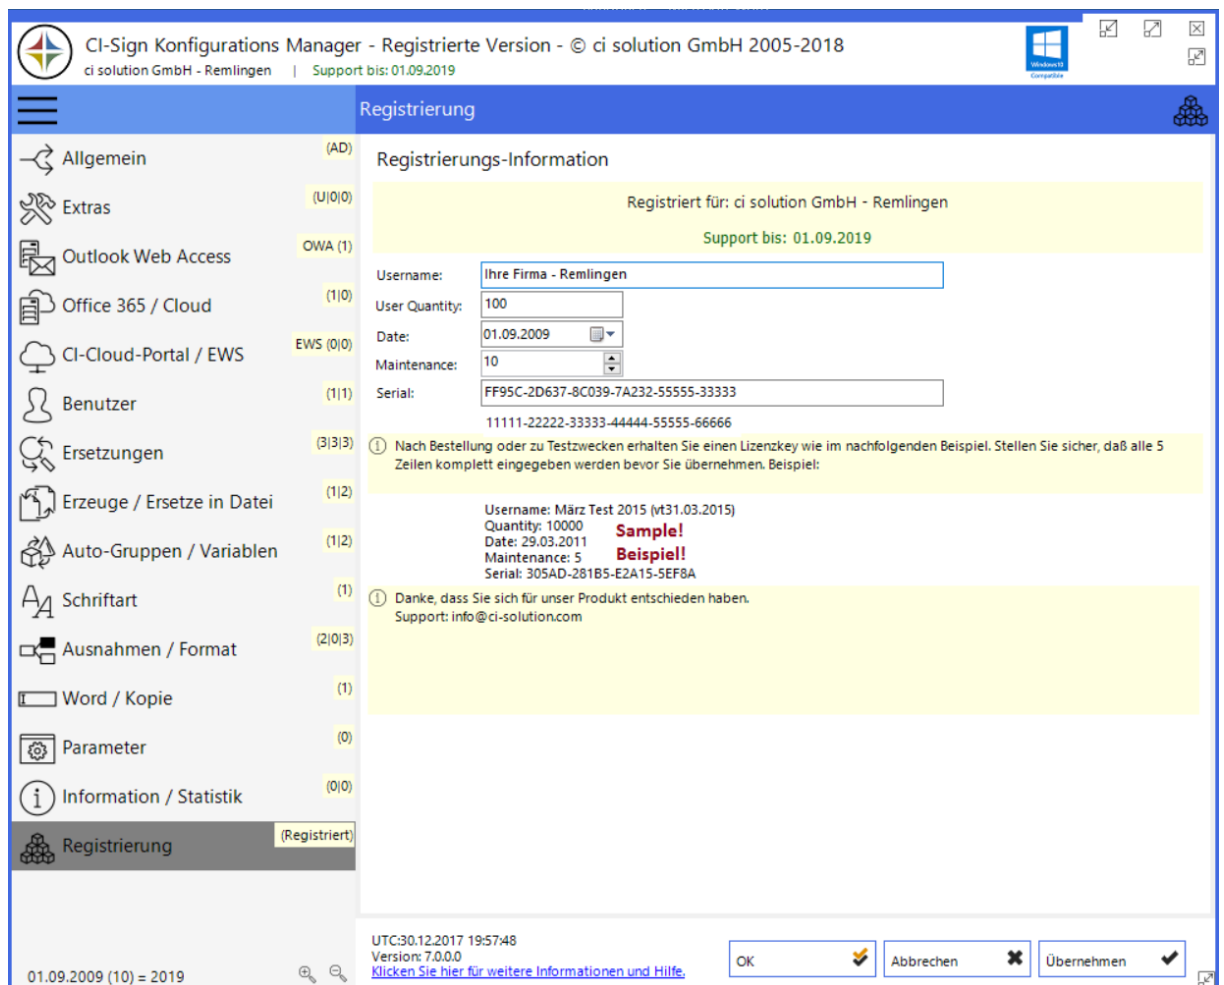 CI-Sign Konfigurations Manager - Registrierte Version - © ci solution GmbH 2005-2018
ci solution GmbH - Remlingen | Support bis: 01.09.2019
Windows10
Compatible
Registrierung
Allgemein (AD)
Extras (U|0|0)
Outlook Web Access OWA (1)
Office 365 / Cloud (1|0)
CI-Cloud-Portal / EWS EWS (0|0)
Benutzer (1|1)
Ersetzungen (3|3|3)
Erzeuge / Ersetze in Datei (1|2)
Auto-Gruppen / Variablen (1|2)
Schriftart (1)
Ausnahmen / Format (2|0|3)
Word / Kopie (1)
Parameter (0)
Information / Statistik (0|0)
Registrierung (Registriert)
01.09.2009 (10) = 2019
Registrierungs-Information
Registriert für: ci solution GmbH - Remlingen
Support bis: 01.09.2019
Username: Ihre Firma - Remlingen
User Quantity: 100
Date: 01.09.2009
Maintenance: 10
Serial: FF95C-2D637-8C039-7A232-55555-33333
11111-22222-33333-44444-55555-66666
Nach Bestellung oder zu Testzwecken erhalten Sie einen Lizenzkey wie im nachfolgenden Beispiel. Stellen Sie sicher, daß alle 5
Zeilen komplett eingegeben werden bevor Sie übernehmen. Beispiel:
Username: März Test 2015 (vt31.03.2015)
Quantity: 10000
Date: 29.03.2011
Maintenance: 5
Serial: 305AD-281B5-E2A15-5EF8A
Sample!
Beispiel!
Danke, dass Sie sich für unser Produkt entschieden haben.
Support: info@ci-solution.com
UTC:30.12.2017 19:57:48
Version: 7.0.0.0
Klicken Sie hier für weitere Informationen und Hilfe.
OK
Abbrechen
Übernehmen